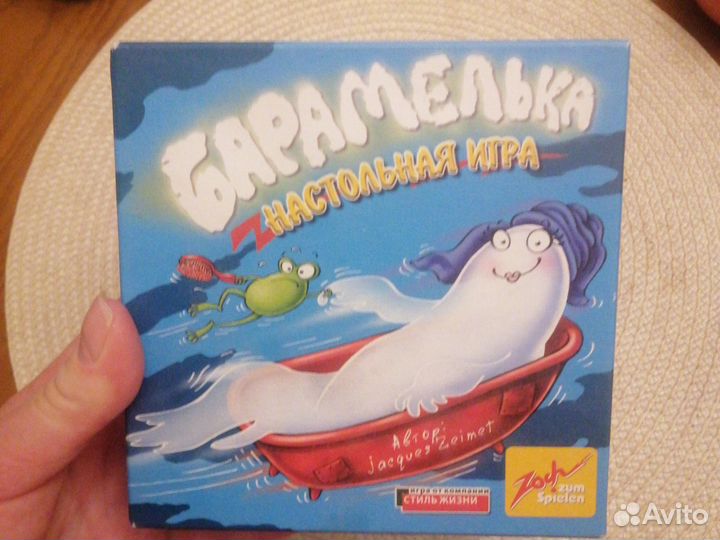 БАРАМЕЛЬКА
НАСТОЛЬНАЯ ИГРА
Автор:
Jacques Zeimet
игра от компании
СТИЛЬ ЖИЗНИ
Zoch
zum
Spielen
Avito